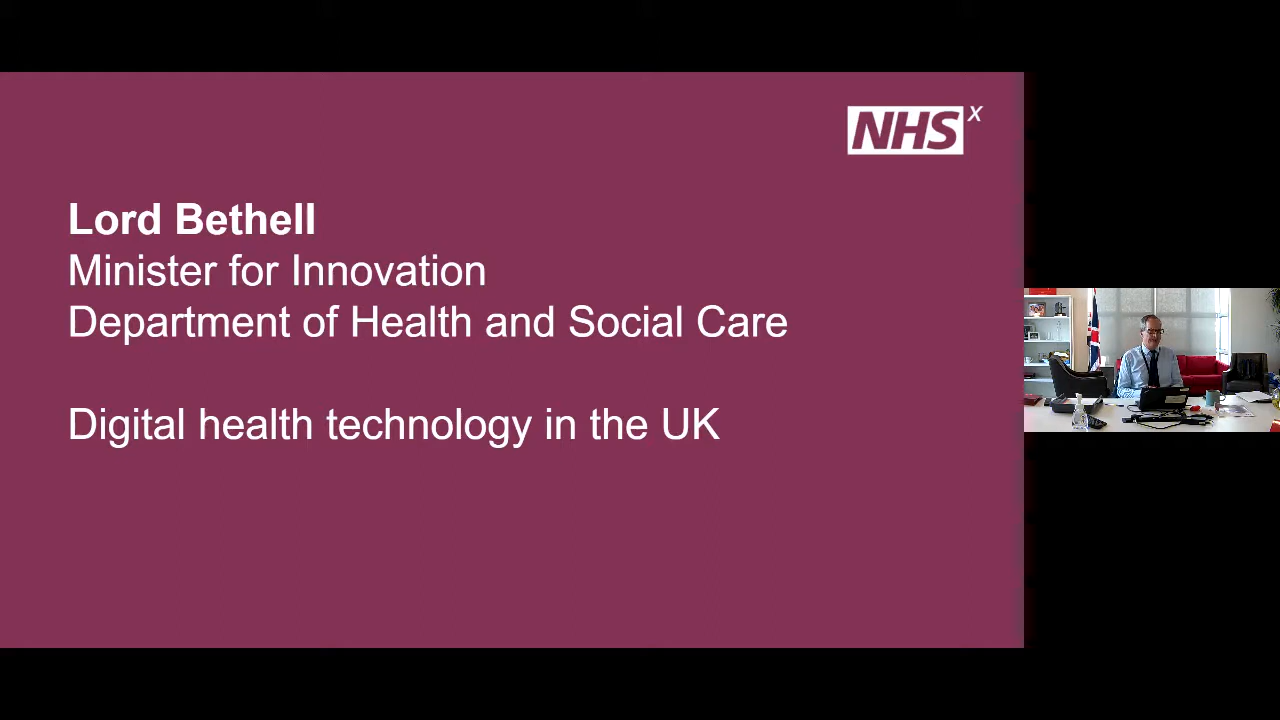 NHSX
Lord Bethell
Minister for Innovation
Department of Health and Social Care
Digital health technology in the UK